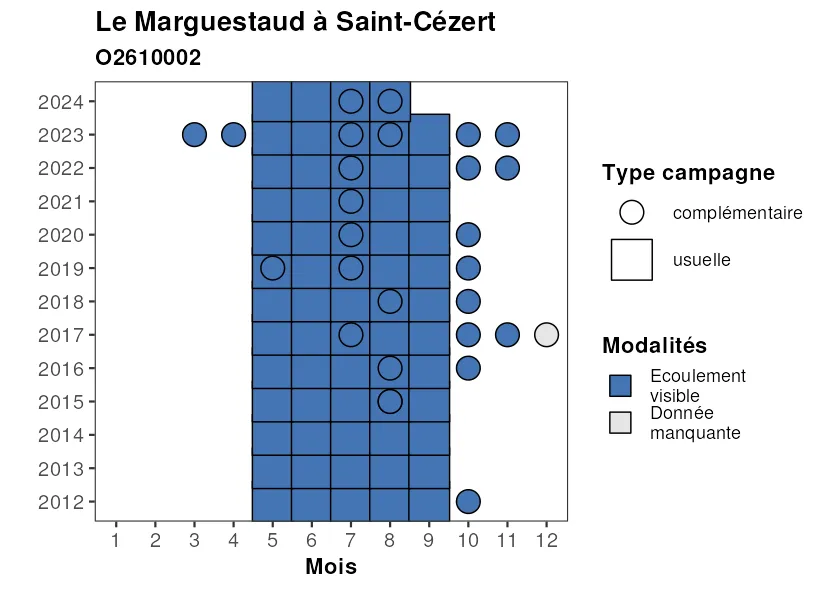 Le Marguestaud à Saint-Cézert
O2610002
2024
2023
2022
2021
2020
2019
2018
2017
2016
2015
2014
2013
2012
1 2 3 4 5 6 7 8 9 10 11 12
Mois
Type campagne
complémentaire
usuelle
Modalités
Ecoulement
visible
Donnée
manquante